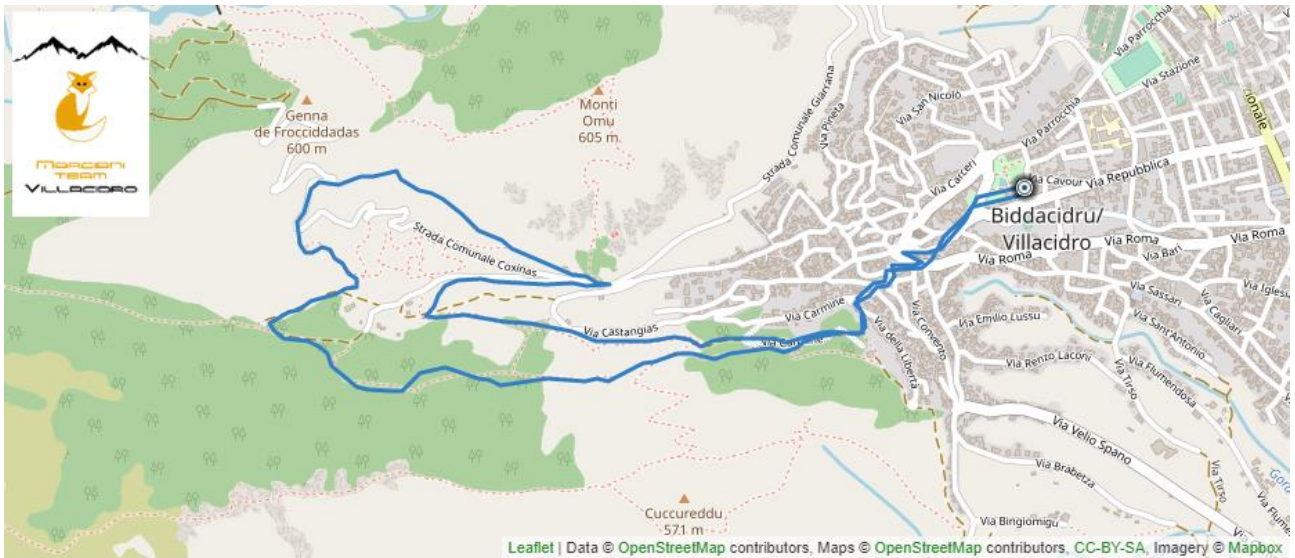 MARCONI
TEAM
VILLACIDRO
Genna
de Frocciddadas
600 m
Monti
Omu
605 m
Strada Comunale Giarrana
Via Pineta
Via San Nicolò
Via Parrocchia
Via Parrocchia
Via Stazione
Via Carceri
Via Cavour
Via Repubblica
Biddacidru/
Villacidro
Via Roma
Via Roma
Via Roma
Via Bari
Via Sassari
Via Cagliari
Via Sant'Antonio
Via Flumendosa
Via Tirso
Via Tirso
Strada Comunale Coxinas
Via Castangias
Via Carmine
Via della Libertà
Via Convento
Via Emilio Lussu
Via Renzo Laconi
Via Velio Spano
Via Brabetza
Via Bingiomigu
Cuccureddu
571 m
Leaflet | Data © OpenStreetMap contributors, Maps © OpenStreetMap contributors, CC-BY-SA, Imagery © Mapbox